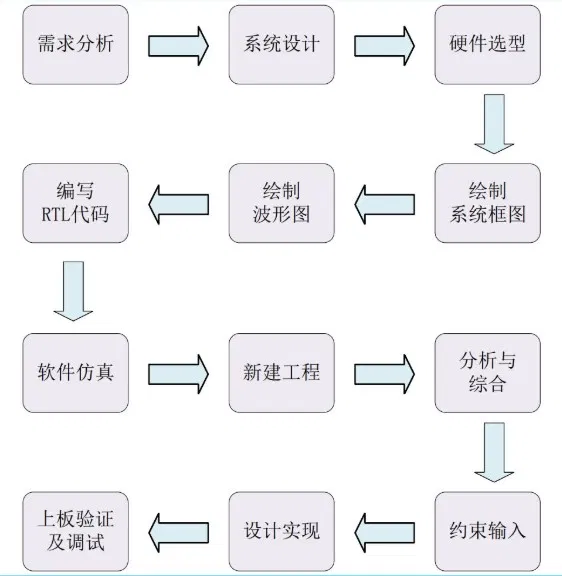 需求分析
系统设计
硬件选型
编写
RTL代码
绘制
波形图
绘制
系统框图
软件仿真
新建工程
分析与
综合
上板验证
及调试
设计实现
约束输入